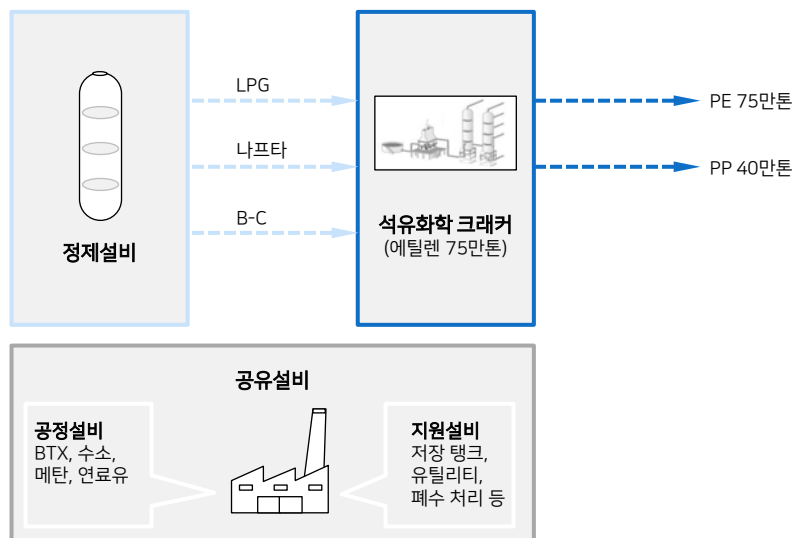 LPG
나프타
B-C
정제설비
석유화학 크래커
(에틸렌 75만톤)
PE 75만톤
PP 40만톤
공유설비
공정설비
BTX, 수소,
메탄, 연료유
지원설비
저장 탱크,
유틸리티,
폐수 처리 등